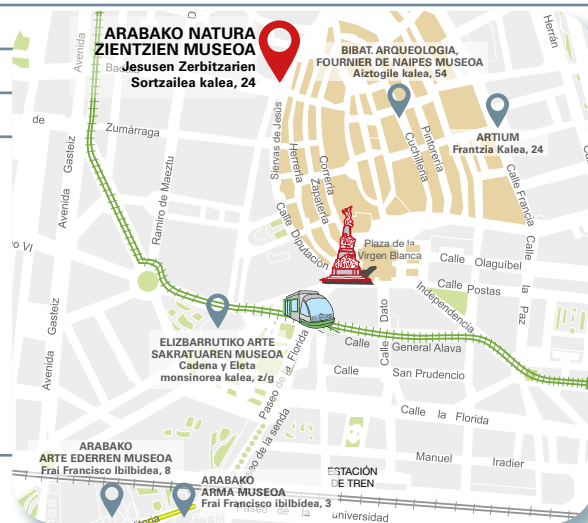 ARABAKO NATURA
ZIENTZIEN MUSEOA
Jesusen Zerbitzarien
Sortzailea kalea, 24
BIBAT. ARQUEOLOGIA,
FOURNIER DE NAIPES MUSEOA
Aiztogile kalea, 54
Herrán
Avenida
de
Zumárraga
Avenida Gasteiz
Ramiro de Maeztu
Siervas de Jesús
Herrería
Zapatería
Correría
Cuchillería
Pintorería
ARTIUM
Frantzia Kalea, 24
Calle Francia
Calle Diputación
Plaza de la
Virgen Blanca
Calle Olaguíbel
Calle Postas
Calle la Paz
Independencia
Calle Dato
Avenida Gasteiz
ELIZBARRUTIKO ARTE
SAKRATUAREN MUSEOA
Cadena y Eleta
monsinorea kalea, z/g
Paseo de la Florida
Calle General Alava
Calle San Prudencio
Calle la Florida
Paseo de la senda
Manuel Iradier
ESTACIÓN
DE TREN
ARABAKO
ARTE EDERREN MUSEOA
Frai Francisco Ibilbidea, 8
ARABAKO
ARMA MUSEOA
Frai Francisco ibilbidea, 3
Paseo de la universidad